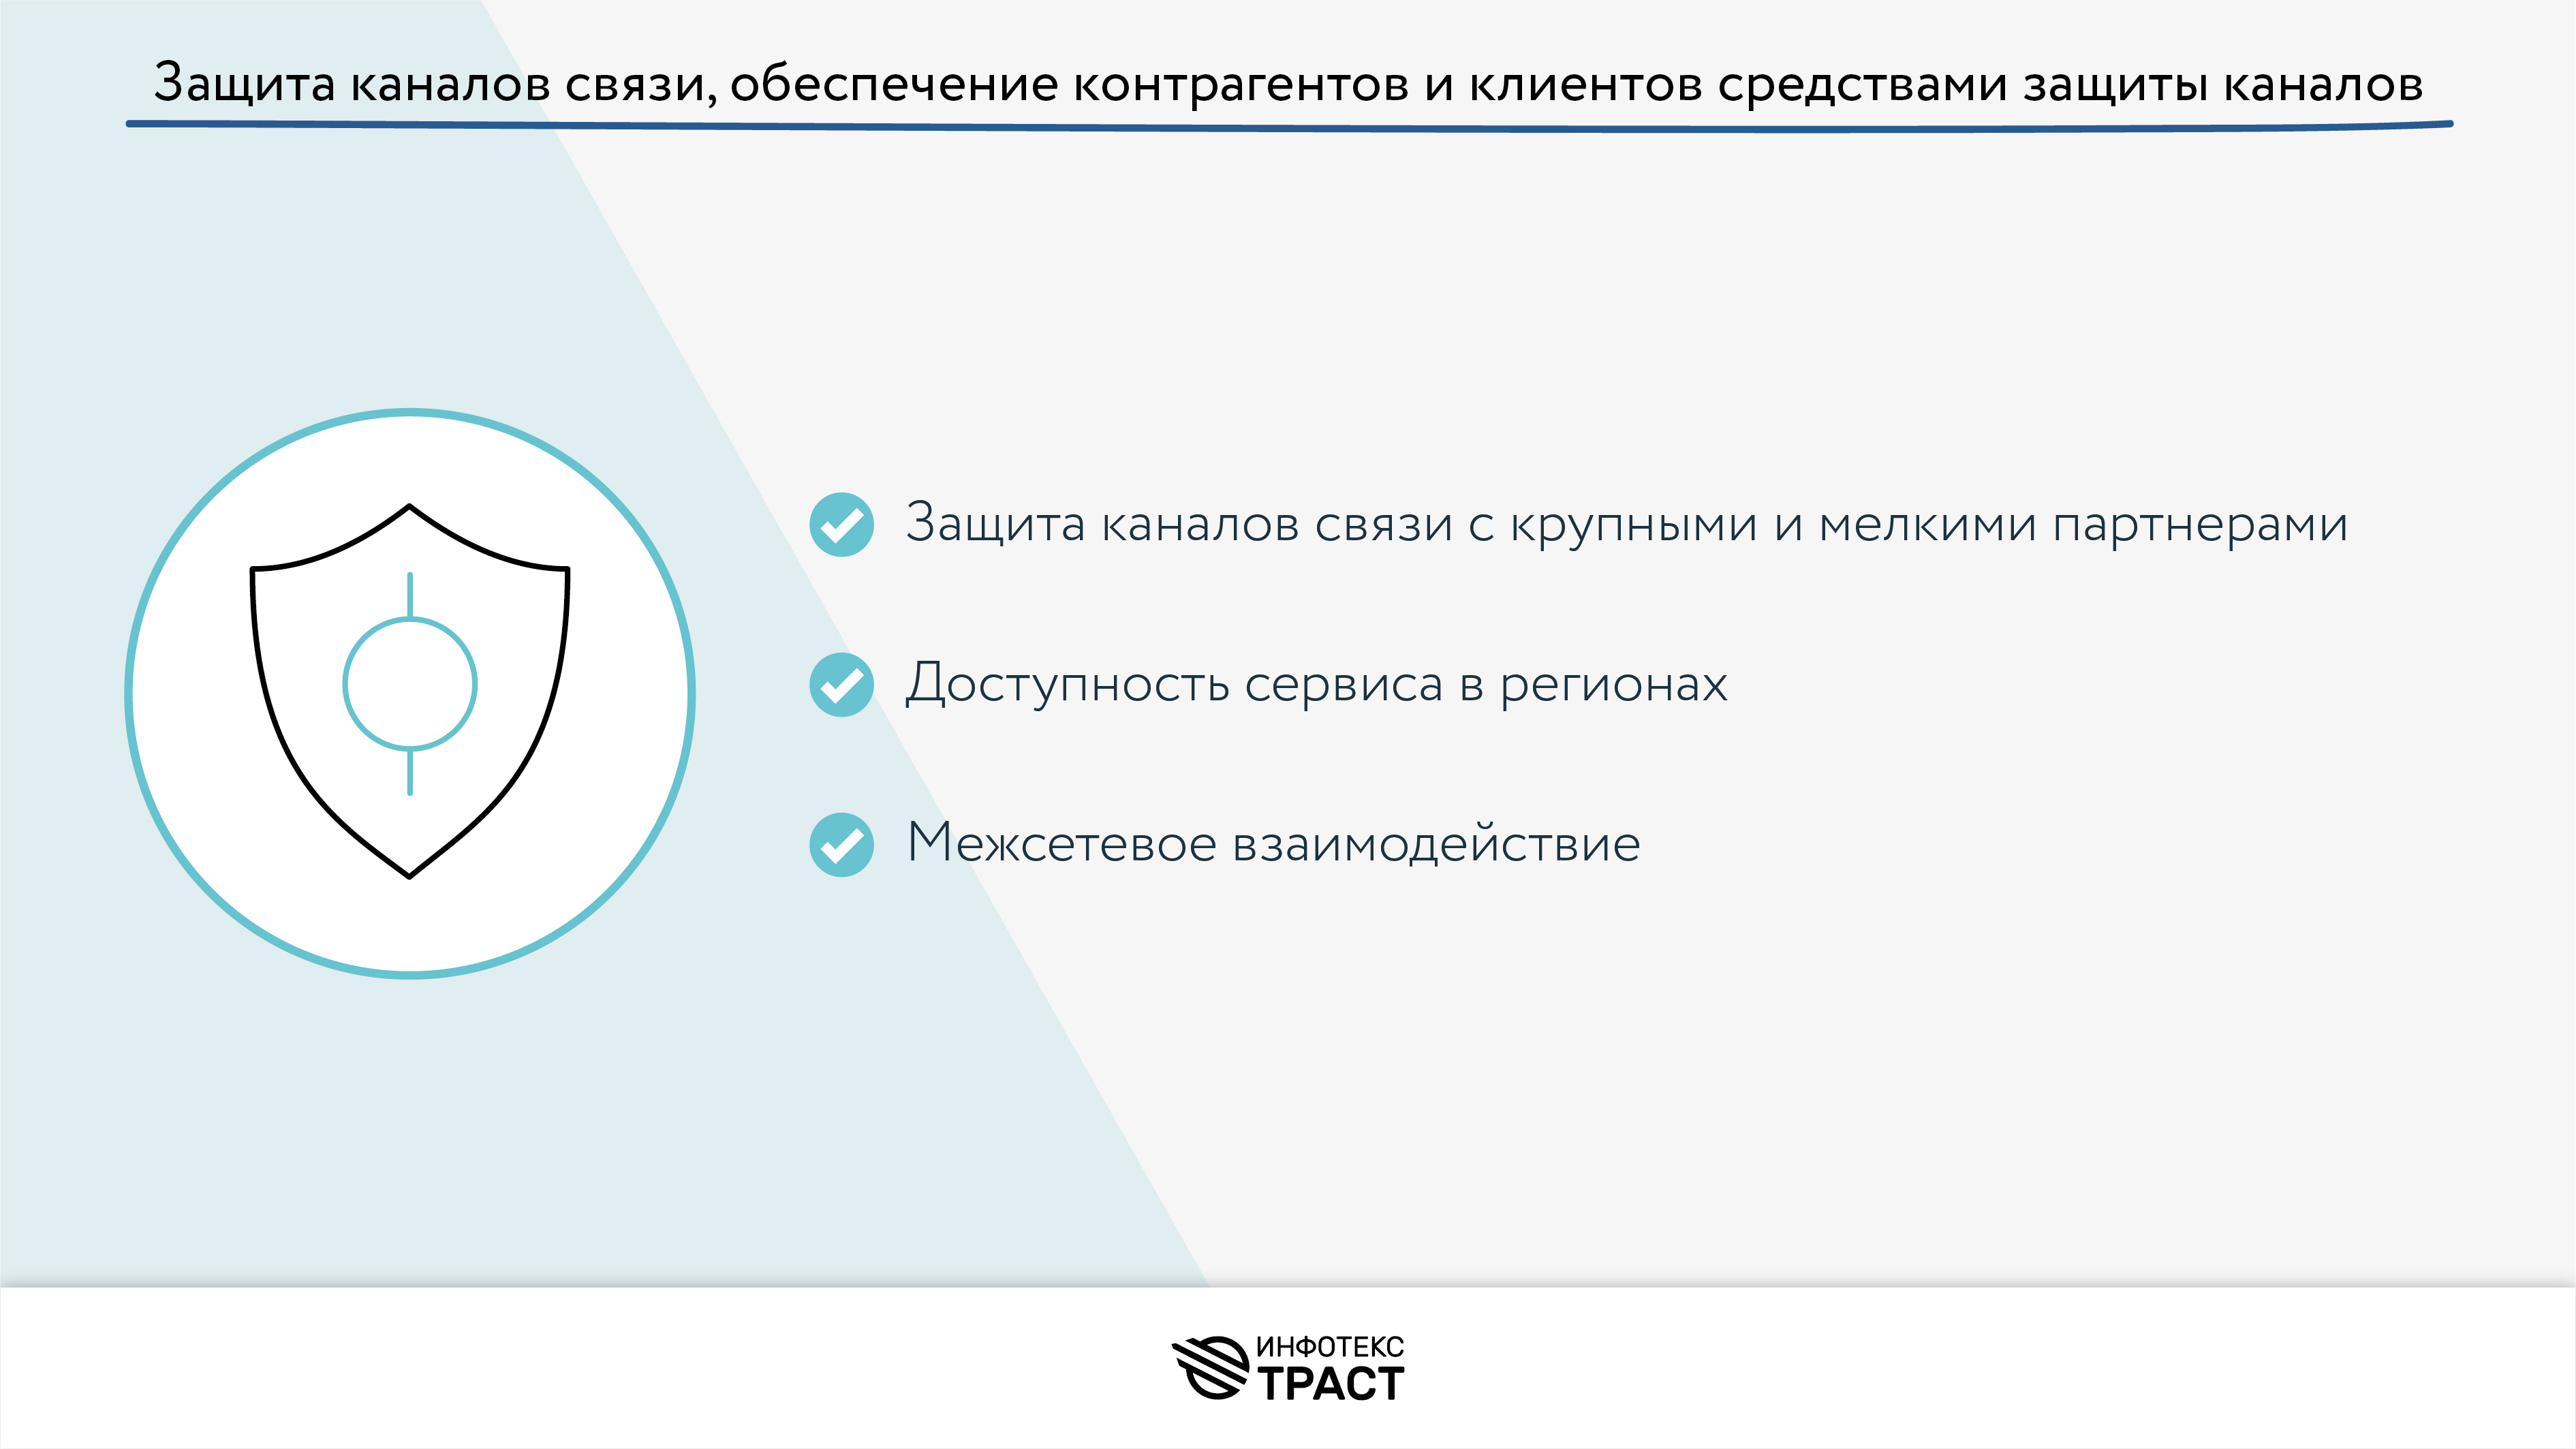 Защита каналов связи, обеспечение контрагентов и клиентов средствами защиты каналов
Защита каналов связи с крупными и мелкими партнерами
Доступность сервиса в регионах
Межсетевое взаимодействие
ИНФОТЕКС
ТРАСТ